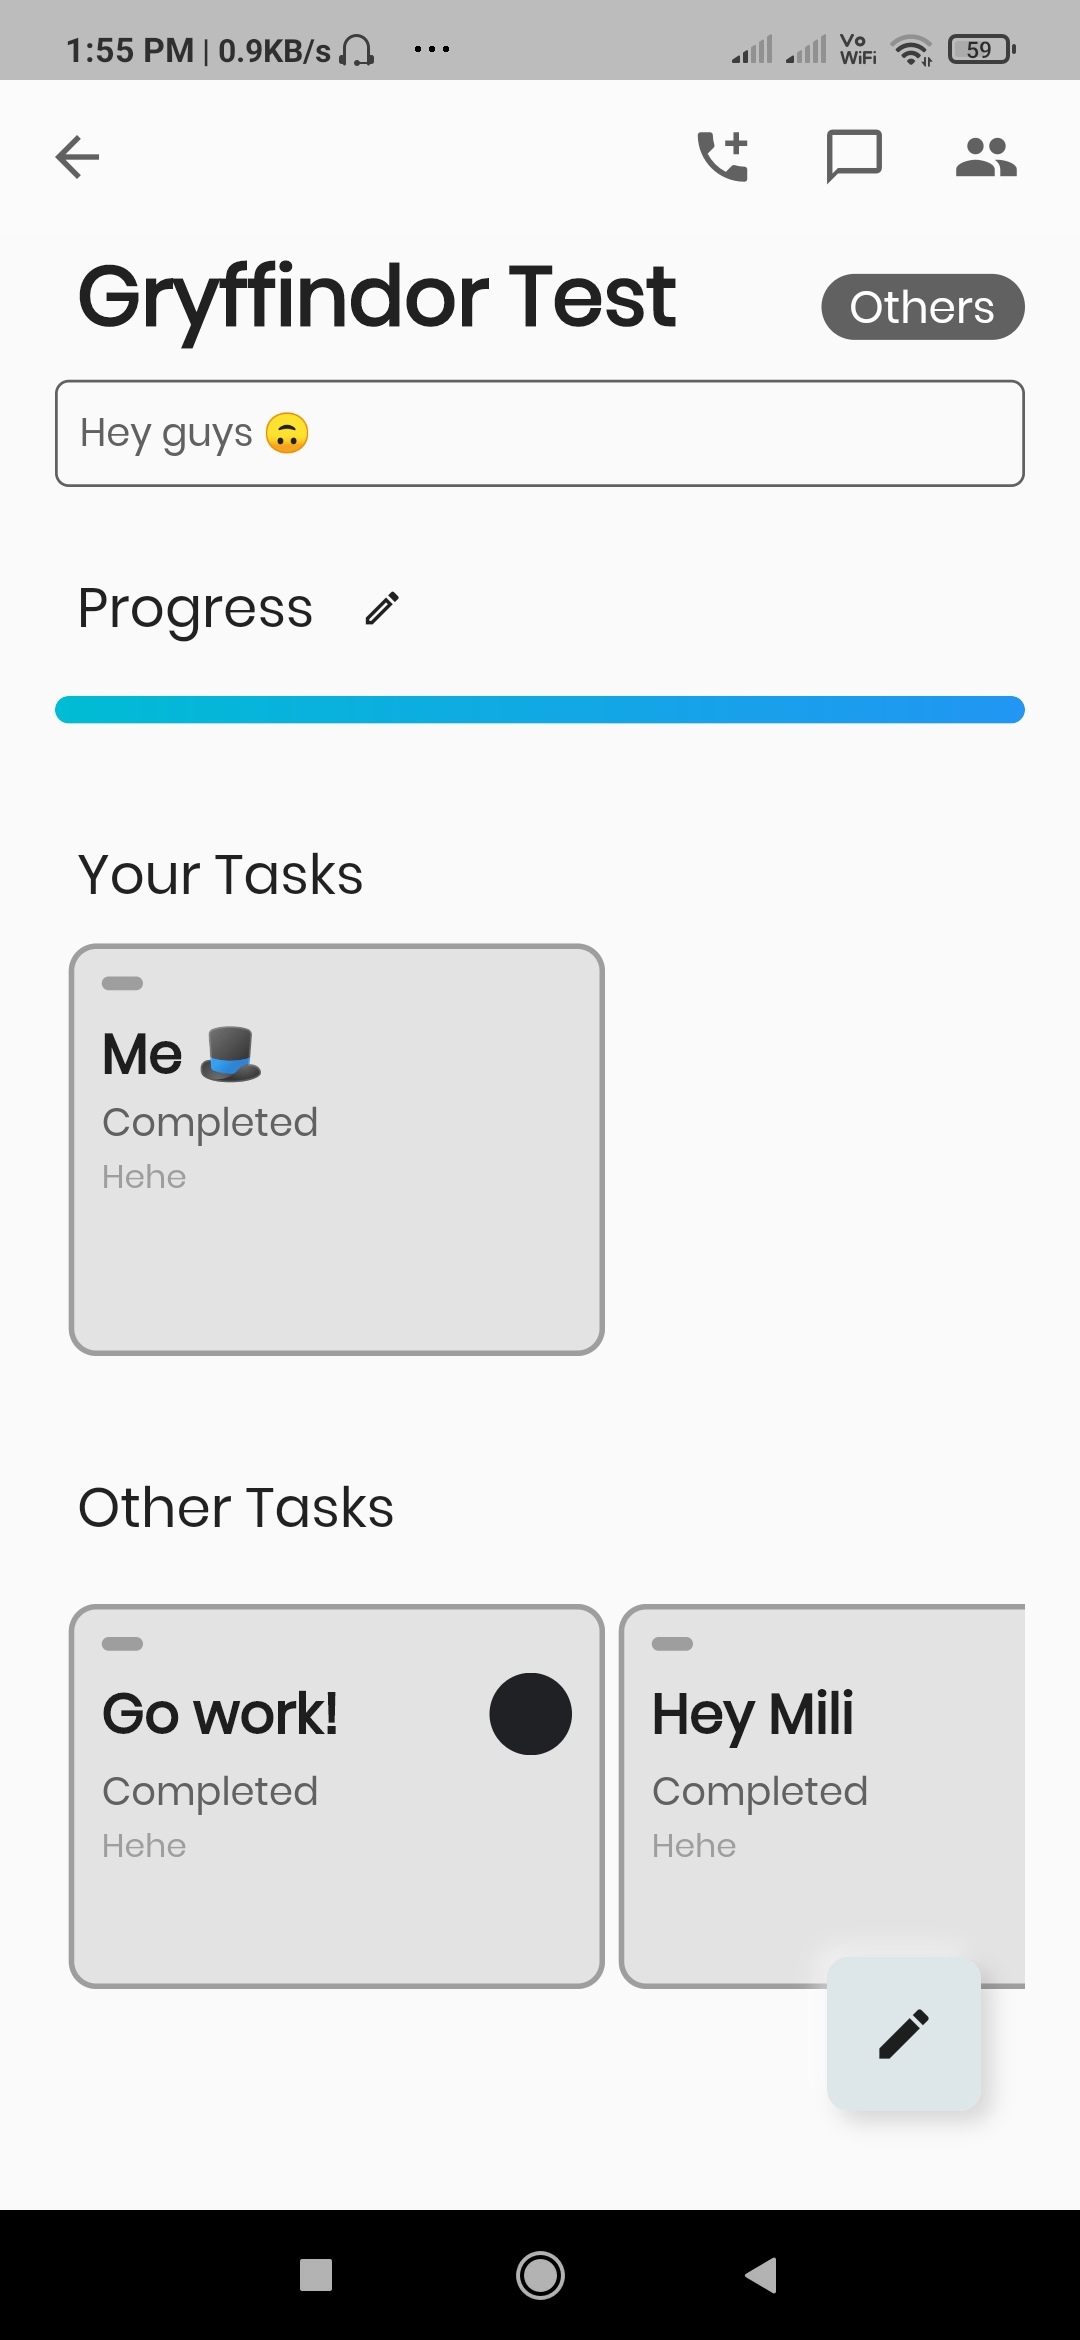 1:55 PM | 0.9KB/s ...
Vo
WiFi
59
Gryffindor Test
Others
Hey guys 🙃
Progress
Your Tasks
Me 🎩
Completed
Hehe
Other Tasks
Go work!
Completed
Hehe
Hey Mili
Completed
Hehe